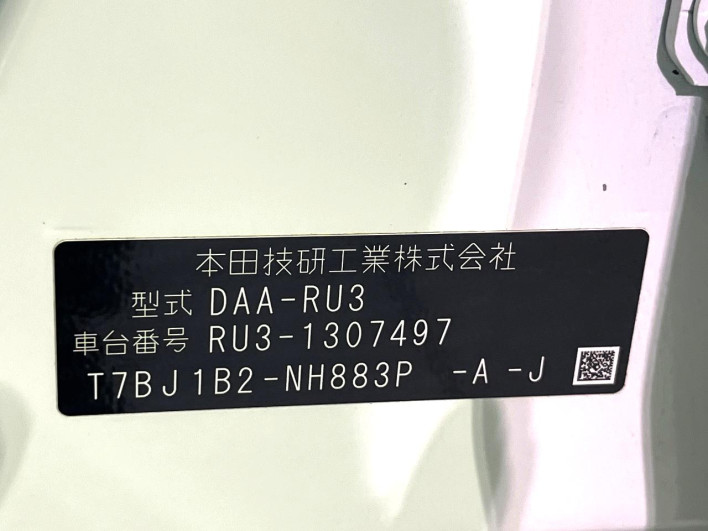 本田技研工業株式会社
型式 DAA-RU3
車台番号 RU3-1307497
T7BJ1B2-NH883P -A-J